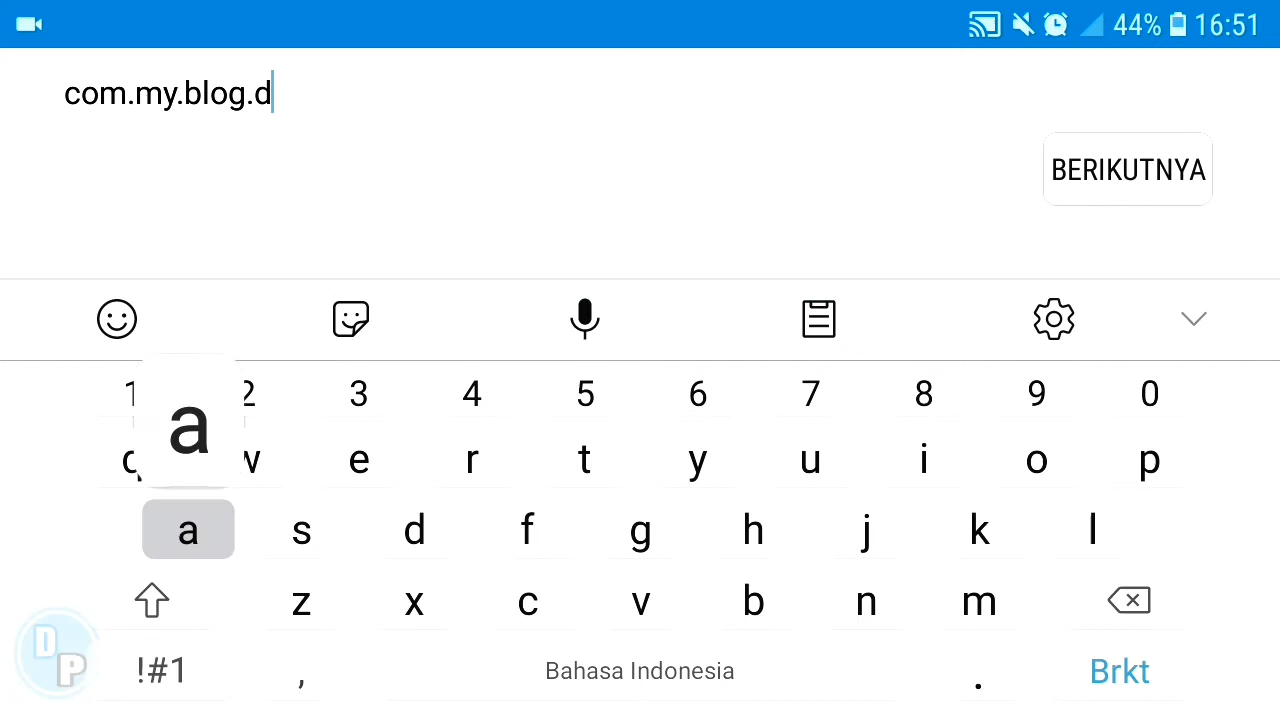 44% 16:51
com.my.blog.d
BERIKUTNYA
1 2 3 4 5 6 7 8 9 0
a
q w e r t y u i o p
a s d f g h j k l
z x c v b n m
!#1 , Bahasa Indonesia . Brkt
DP